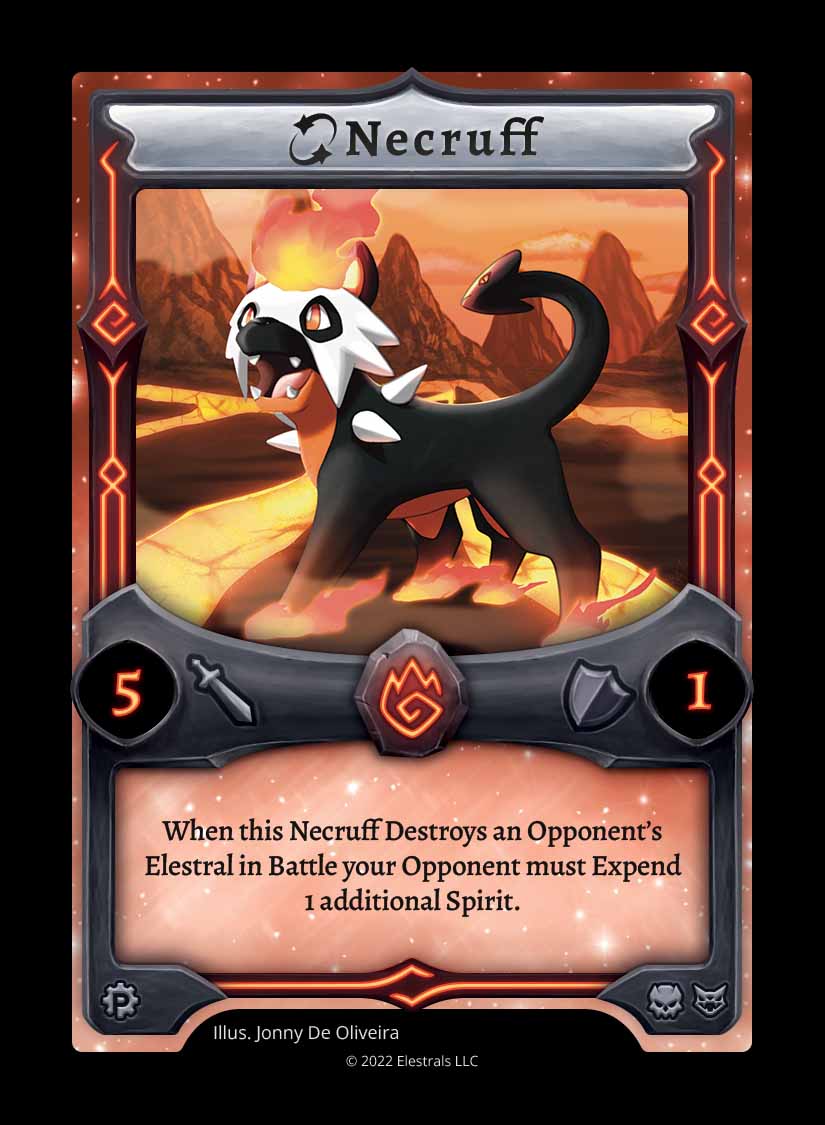 Necruff
5
1
When this Necruff Destroys an Opponent's
Elestral in Battle your Opponent must Expend
1 additional Spirit.
P
Illus. Jonny De Oliveira
© 2022 Elestrals LLC